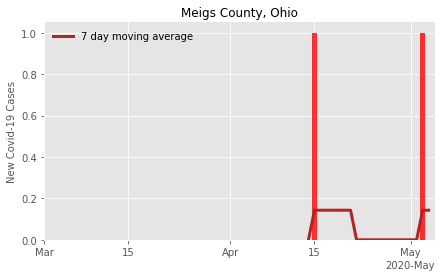 Meigs County, Ohio
7 day moving average
New Covid-19 Cases
1.0
0.8
0.6
0.4
0.2
0.0
Mar
15
Apr
15
May
2020-May